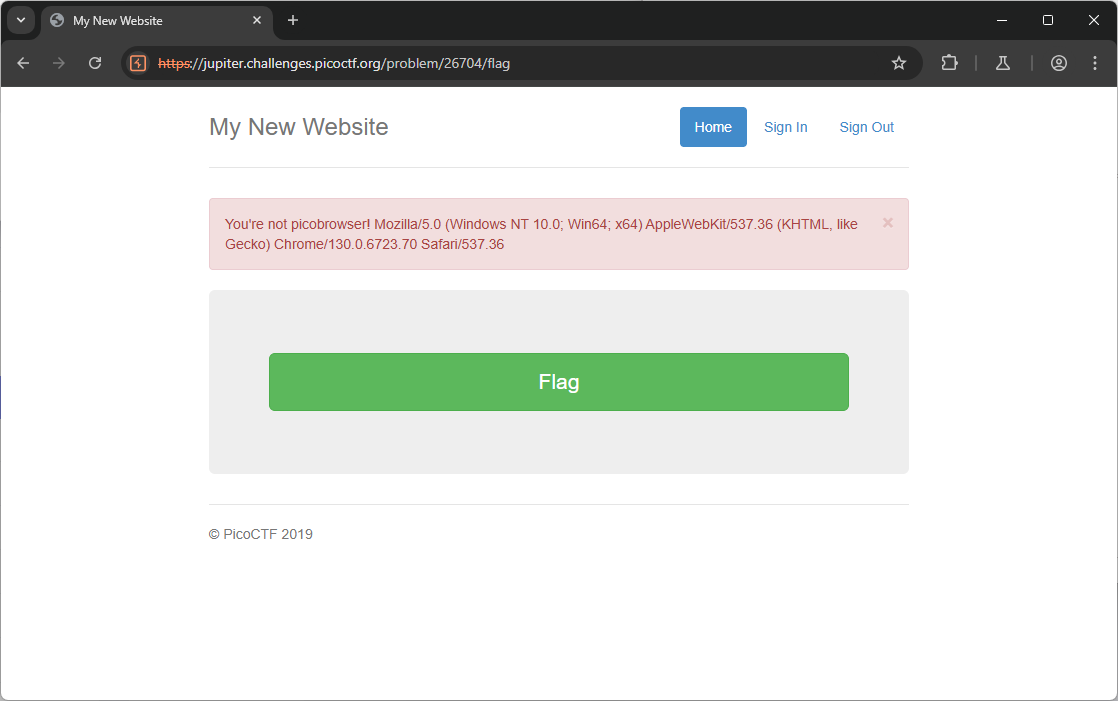 My New Website
https://jupiter.challenges.picoctf.org/problem/26704/flag
My New Website
Home
Sign In
Sign Out
You're not picobrowser! Mozilla/5.0 (Windows NT 10.0; Win64; x64) AppleWebKit/537.36 (KHTML, like
Gecko) Chrome/130.0.6723.70 Safari/537.36
Flag
© PicoCTF 2019